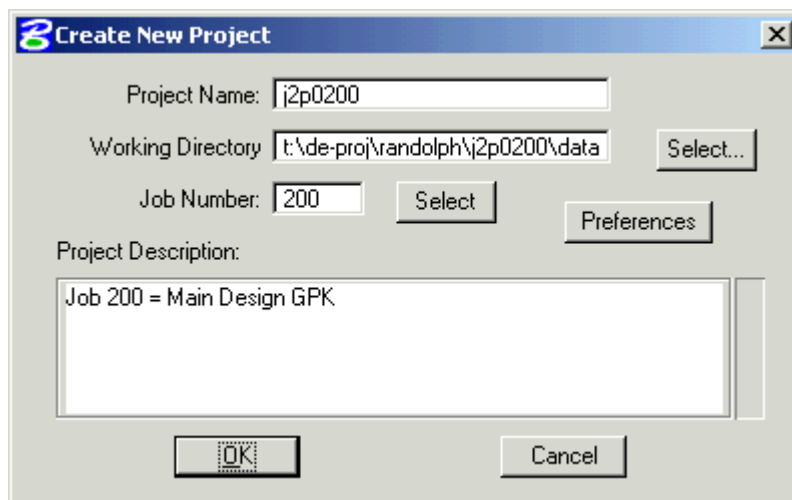 Create New Project
Project Name: j2p0200
Working Directory t:\de-proj\randolph\j2p0200\data Select...
Job Number: 200 Select
Preferences
Project Description:
Job 200 = Main Design GPK
OK Cancel